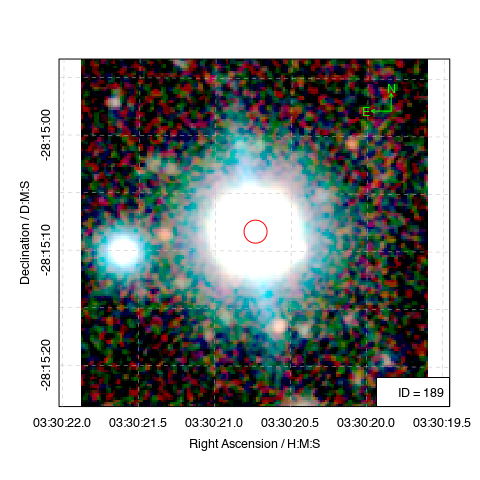 N
E
-28:15:00
-28:15:10
-28:15:20
Declination / D:M:S
ID = 189
03:30:22.0 03:30:21.5 03:30:21.0 03:30:20.5 03:30:20.0 03:30:19.5
Right Ascension / H:M:S